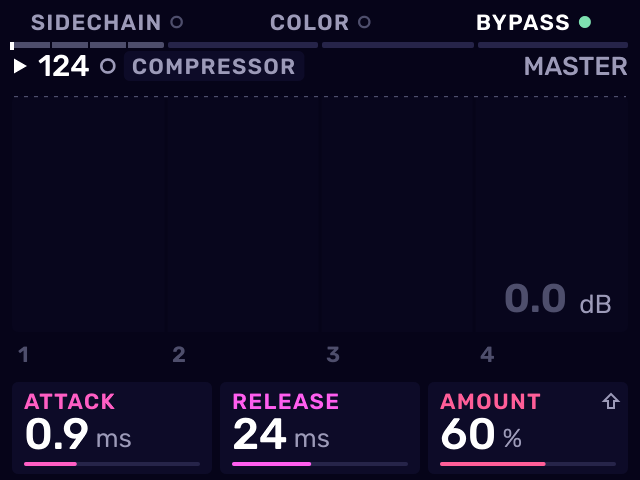 SIDECHAIN COLOR BYPASS
124 COMPRESSOR MASTER
0.0 dB
1 2 3 4
ATTACK RELEASE AMOUNT
0.9 ms 24 ms 60 %